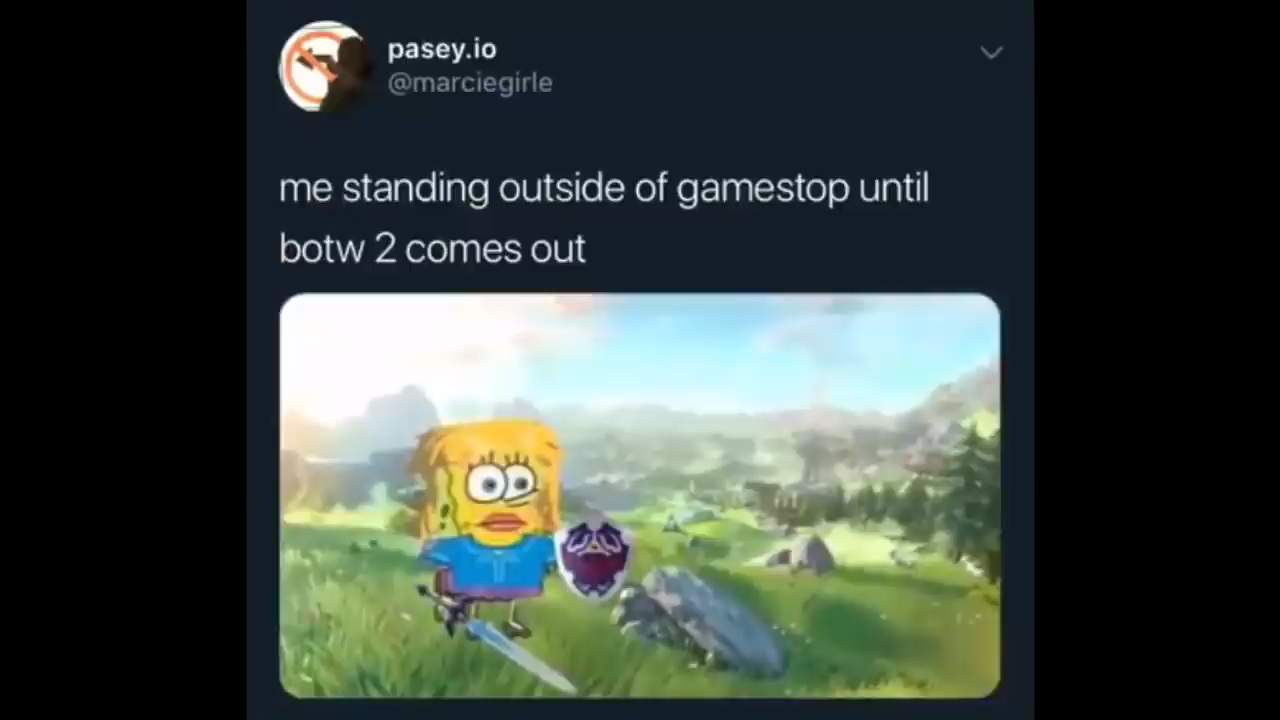 pasey.io
@marciegirle
me standing outside of gamestop until
botw 2 comes out